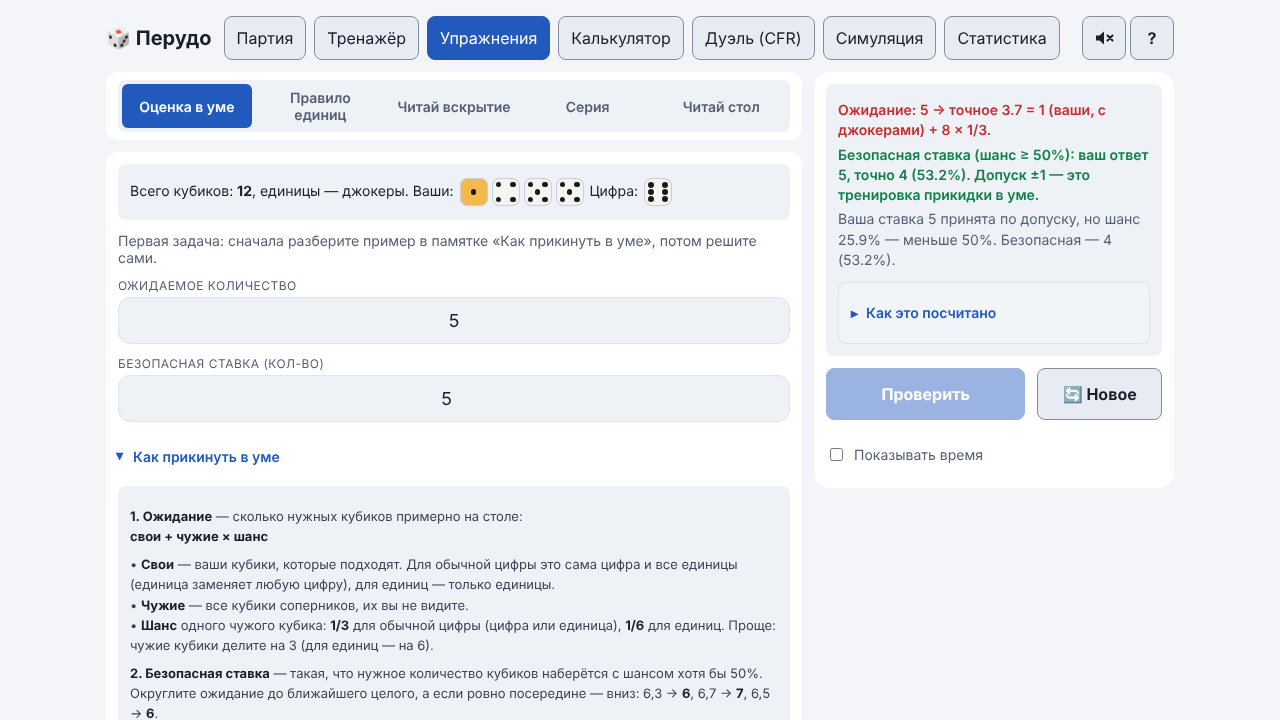 🎲 Перудо
Партия
Тренажёр
Упражнения
Калькулятор
Дуэль (CFR)
Симуляция
Статистика
?
Оценка в уме
Правило
единиц
Читай вскрытие
Серия
Читай стол
Всего кубиков: 12, единицы — джокеры. Ваши: Цифра:
Первая задача: сначала разберите пример в памятке «Как прикинуть в уме», потом решите
сами.
ОЖИДАЕМОЕ КОЛИЧЕСТВО
5
БЕЗОПАСНАЯ СТАВКА (КОЛ-ВО)
5
▼ Как прикинуть в уме
1. Ожидание — сколько нужных кубиков примерно на столе:
свои + чужие × шанс
• Свои — ваши кубики, которые подходят. Для обычной цифры это сама цифра и все единицы
(единица заменяет любую цифру), для единиц — только единицы.
• Чужие — все кубики соперников, их вы не видите.
• Шанс одного чужого кубика: 1/3 для обычной цифры (цифра или единица), 1/6 для единиц. Проще:
чужие кубики делите на 3 (для единиц — на 6).
2. Безопасная ставка — такая, что нужное количество кубиков наберётся с шансом хотя бы 50%.
Округлите ожидание до ближайшего целого, а если ровно посередине — вниз: 6,3 → 6, 6,7 → 7, 6,5
→ 6.
Ожидание: 5 → точное 3.7 = 1 (ваши, с
джокерами) + 8 × 1/3.
Безопасная ставка (шанс ≥ 50%): ваш ответ
5, точно 4 (53.2%). Допуск ±1 — это
тренировка прикидки в уме.
Ваша ставка 5 принята по допуску, но шанс
25.9% — меньше 50%. Безопасная — 4
(53.2%).
▸ Как это посчитано
Проверить
🔄 Новое
Показывать время